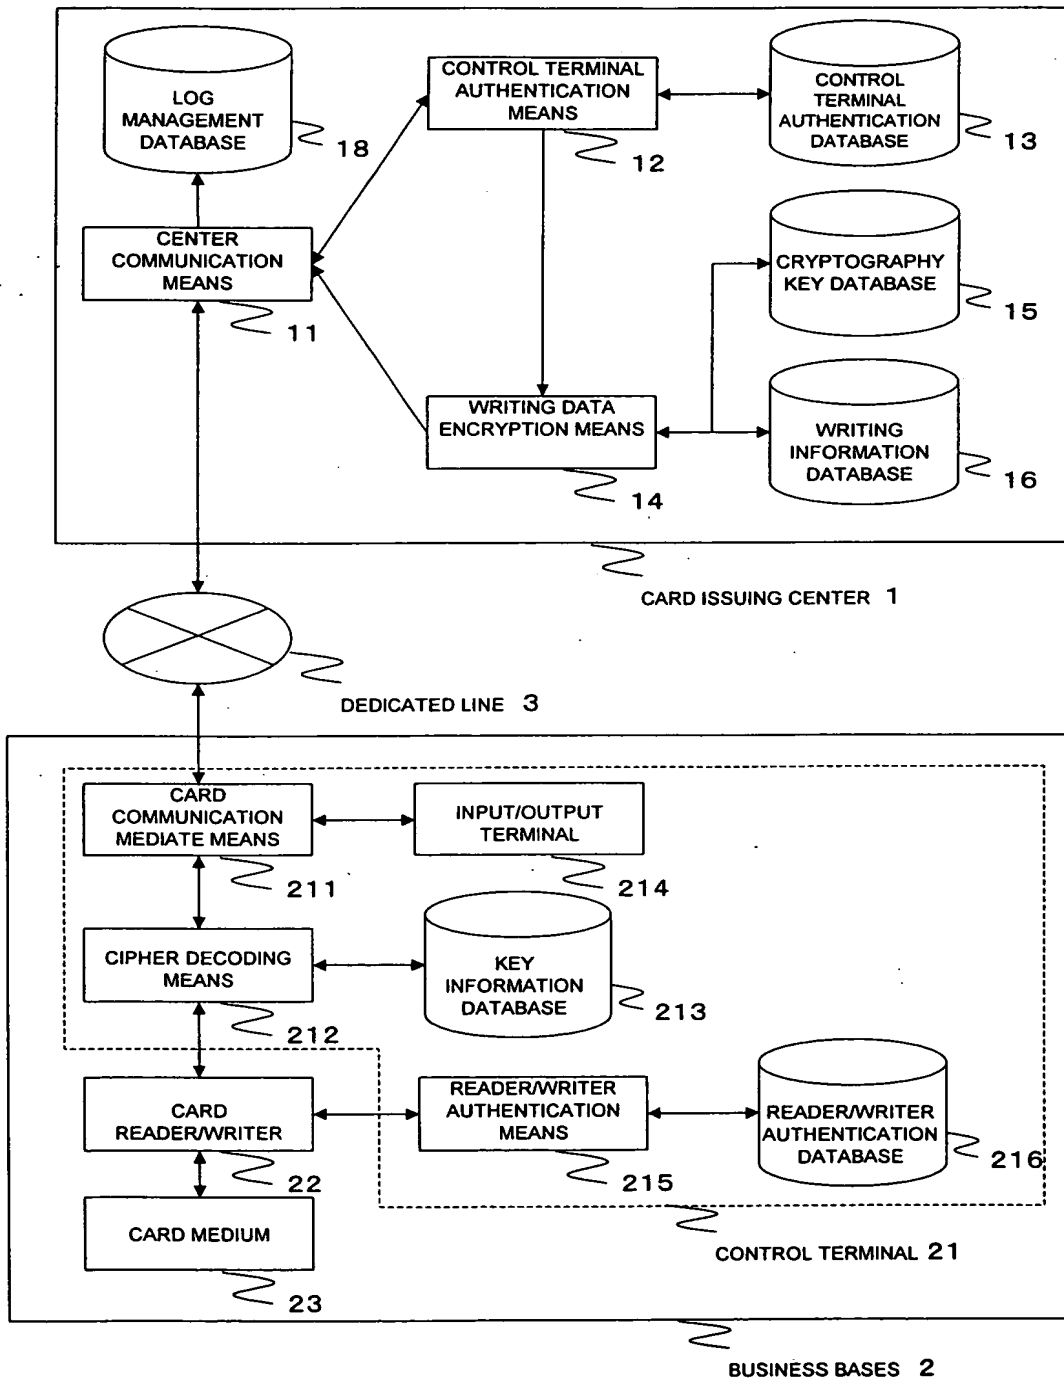 LOG
MANAGEMENT
DATABASE
18
CONTROL TERMINAL
AUTHENTICATION
MEANS
12
CONTROL
TERMINAL
AUTHENTICATION
DATABASE
13
CENTER
COMMUNICATION
MEANS
11
CRYPTOGRAPHY
KEY DATABASE
15
WRITING DATA
ENCRYPTION MEANS
14
WRITING
INFORMATION
DATABASE
16
CARD ISSUING CENTER 1
DEDICATED LINE 3
CARD
COMMUNICATION
MEDIATE MEANS
211
INPUT/OUTPUT
TERMINAL
214
CIPHER DECODING
MEANS
212
KEY
INFORMATION
DATABASE
213
CARD
READER/WRITER
22
READER/WRITER
AUTHENTICATION
MEANS
215
READER/WRITER
AUTHENTICATION
DATABASE
216
CARD MEDIUM
23
CONTROL TERMINAL 21
BUSINESS BASES 2